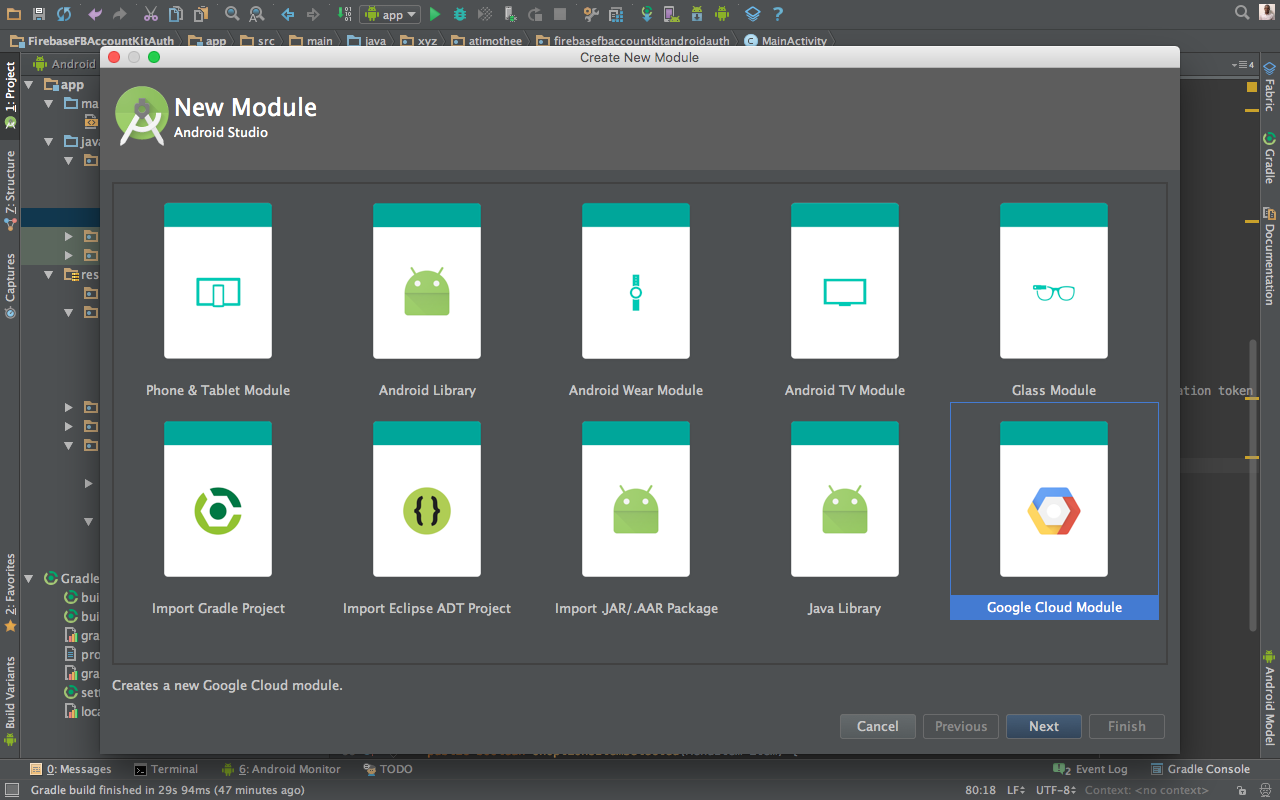 app
FirebaseFBAccountKitAuth app src main java xyz atimothee firebasefbaccountkitandroidauth MainActivity
Create New Module
New Module
Android Studio
Phone & Tablet Module
Android Library
Android Wear Module
Android TV Module
Glass Module
Import Gradle Project
Import Eclipse ADT Project
Import .JAR/.AAR Package
Java Library
Google Cloud Module
Creates a new Google Cloud module.
Cancel
Previous
Next
Finish
Android
app
ma
java
res
Gradle
bui
bui
gra
pro
gra
sett
loca
1: Project
Z: Structure
Captures
2: Favorites
Build Variants
4
Fabric
Gradle
Documentation
Android Model
ation token
0: Messages
Terminal
6: Android Monitor
TODO
2 Event Log
Gradle Console
Gradle build finished in 29s 94ms (47 minutes ago)
80:18
LF
UTF-8
Context: <no context>